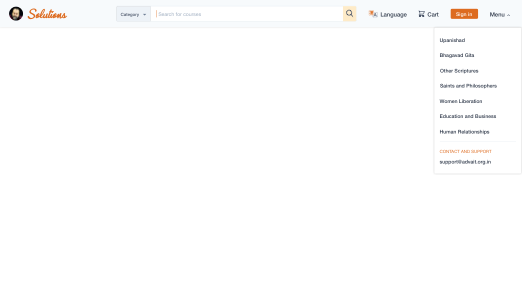 Solutions
Category
Search for courses
Language
Cart
Sign in
Menu
Upanishad
Bhagavad Gita
Other Scriptures
Saints and Philosophers
Women Liberation
Education and Business
Human Relationships
CONTACT AND SUPPORT
support@advait.org.in